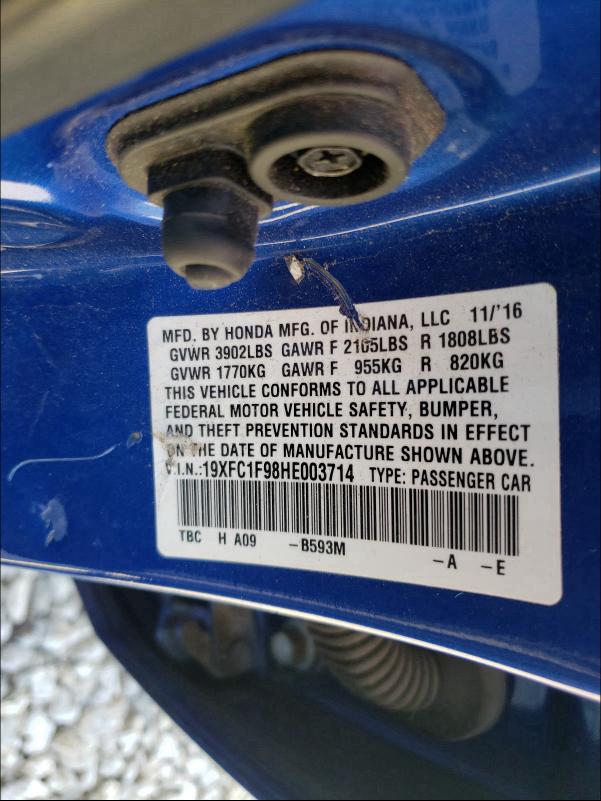 MFD. BY HONDA MFG. OF INDIANA, LLC 11/'16
GVWR 3902LBS GAWR F 2105LBS R 1808LBS
GVWR 1770KG GAWR F 955KG R 820KG
THIS VEHICLE CONFORMS TO ALL APPLICABLE
FEDERAL MOTOR VEHICLE SAFETY, BUMPER,
AND THEFT PREVENTION STANDARDS IN EFFECT
ON THE DATE OF MANUFACTURE SHOWN ABOVE.
V.I.N.:19XFC1F98HE003714 TYPE: PASSENGER CAR
TBC H A09 -B593M -A -E